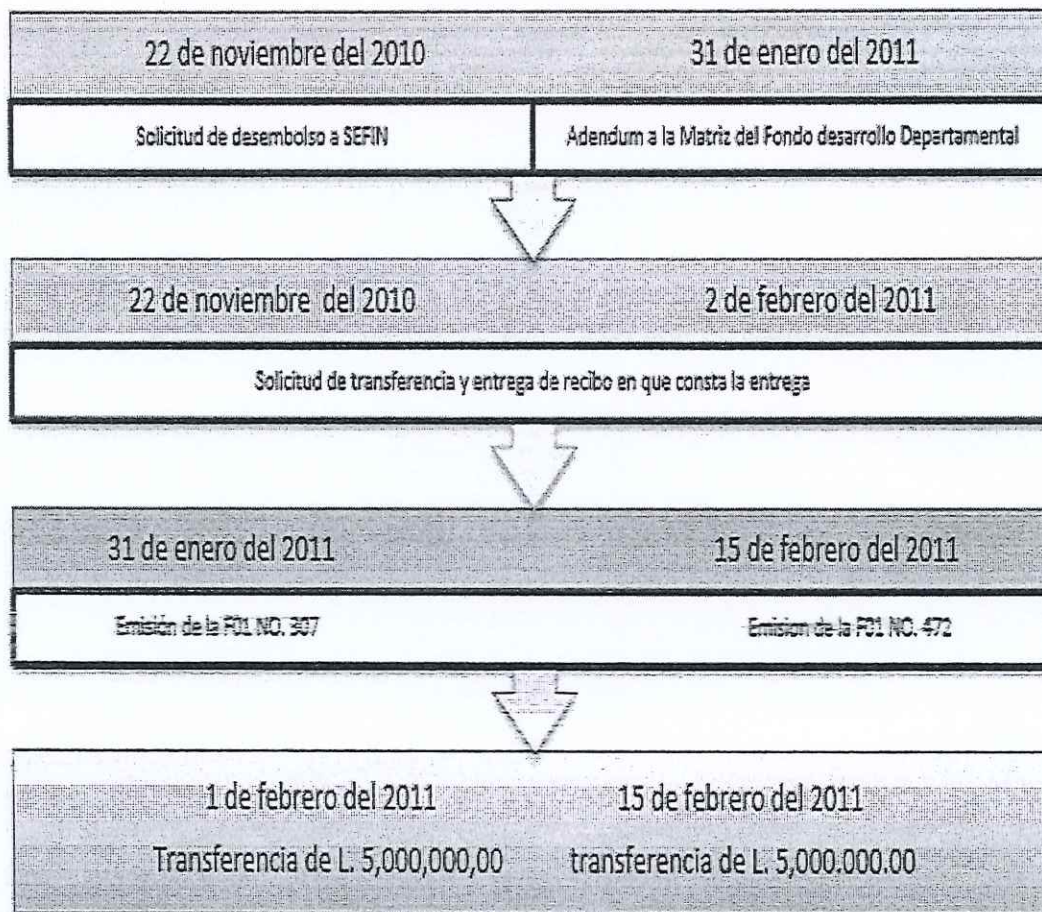 22 de noviembre del 2010 31 de enero del 2011
Solicitud de desembolso a SEFIN Adendum a la Matriz del Fondo desarrollo Departamental
22 de noviembre del 2010 2 de febrero del 2011
Solicitud de transferencia y entrega de recibo en que consta la entrega
31 de enero del 2011 15 de febrero del 2011
Emisión de la F01 NO. 307 Emision de la F01 NO. 472
1 de febrero del 2011 15 de febrero del 2011
Transferencia de L. 5,000,000,00 transferencia de L. 5,000.000.00